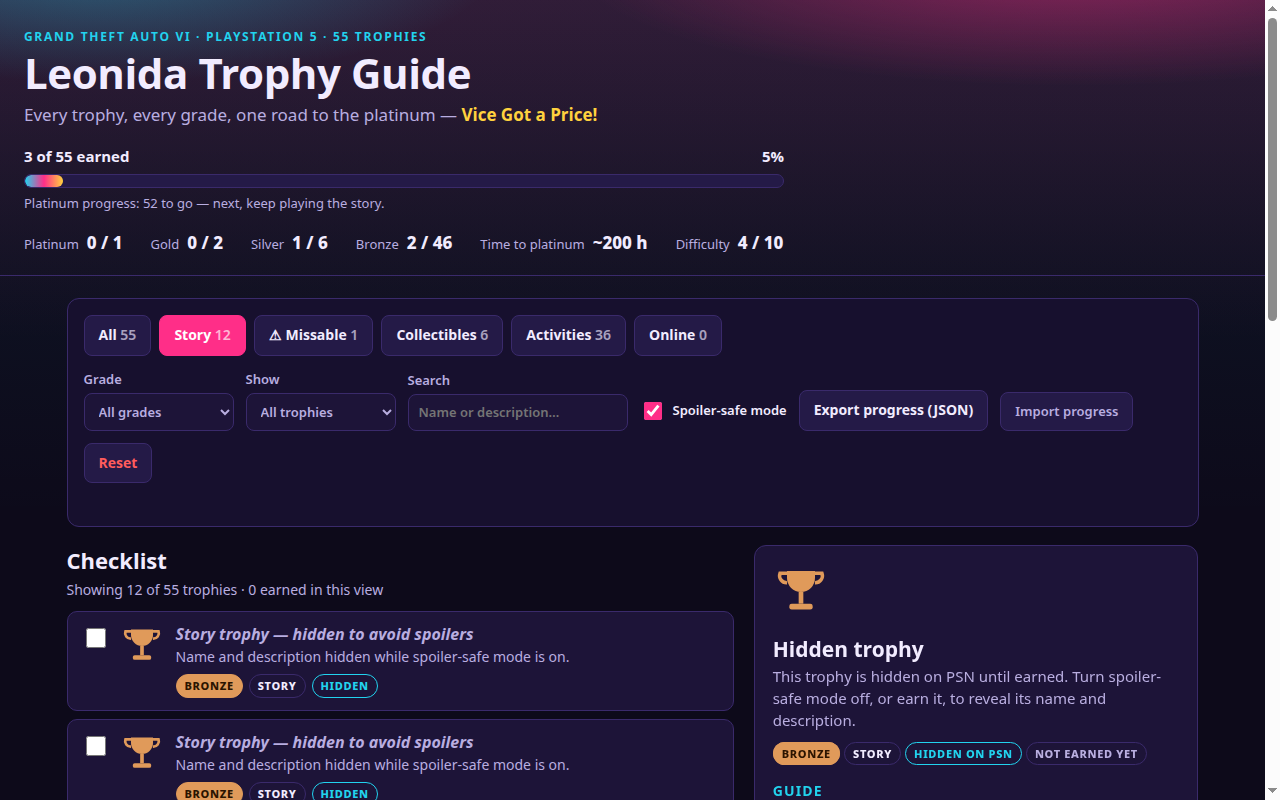 GRAND THEFT AUTO VI · PLAYSTATION 5 · 55 TROPHIES
Leonida Trophy Guide
Every trophy, every grade, one road to the platinum — Vice Got a Price!
3 of 55 earned 5%
Platinum progress: 52 to go — next, keep playing the story.
Platinum 0 / 1 Gold 0 / 2 Silver 1 / 6 Bronze 2 / 46 Time to platinum ~200 h Difficulty 4 / 10
All 55 Story 12 ⚠ Missable 1 Collectibles 6 Activities 36 Online 0
Grade Show Search
All grades All trophies Name or description... Spoiler-safe mode Export progress (JSON) Import progress
Reset
Checklist
Showing 12 of 55 trophies · 0 earned in this view
Story trophy — hidden to avoid spoilers
Name and description hidden while spoiler-safe mode is on.
BRONZE STORY HIDDEN
Story trophy — hidden to avoid spoilers
Name and description hidden while spoiler-safe mode is on.
BRONZE STORY HIDDEN
Hidden trophy
This trophy is hidden on PSN until earned. Turn spoiler-
safe mode off, or earn it, to reveal its name and
description.
BRONZE STORY HIDDEN ON PSN NOT EARNED YET
GUIDE